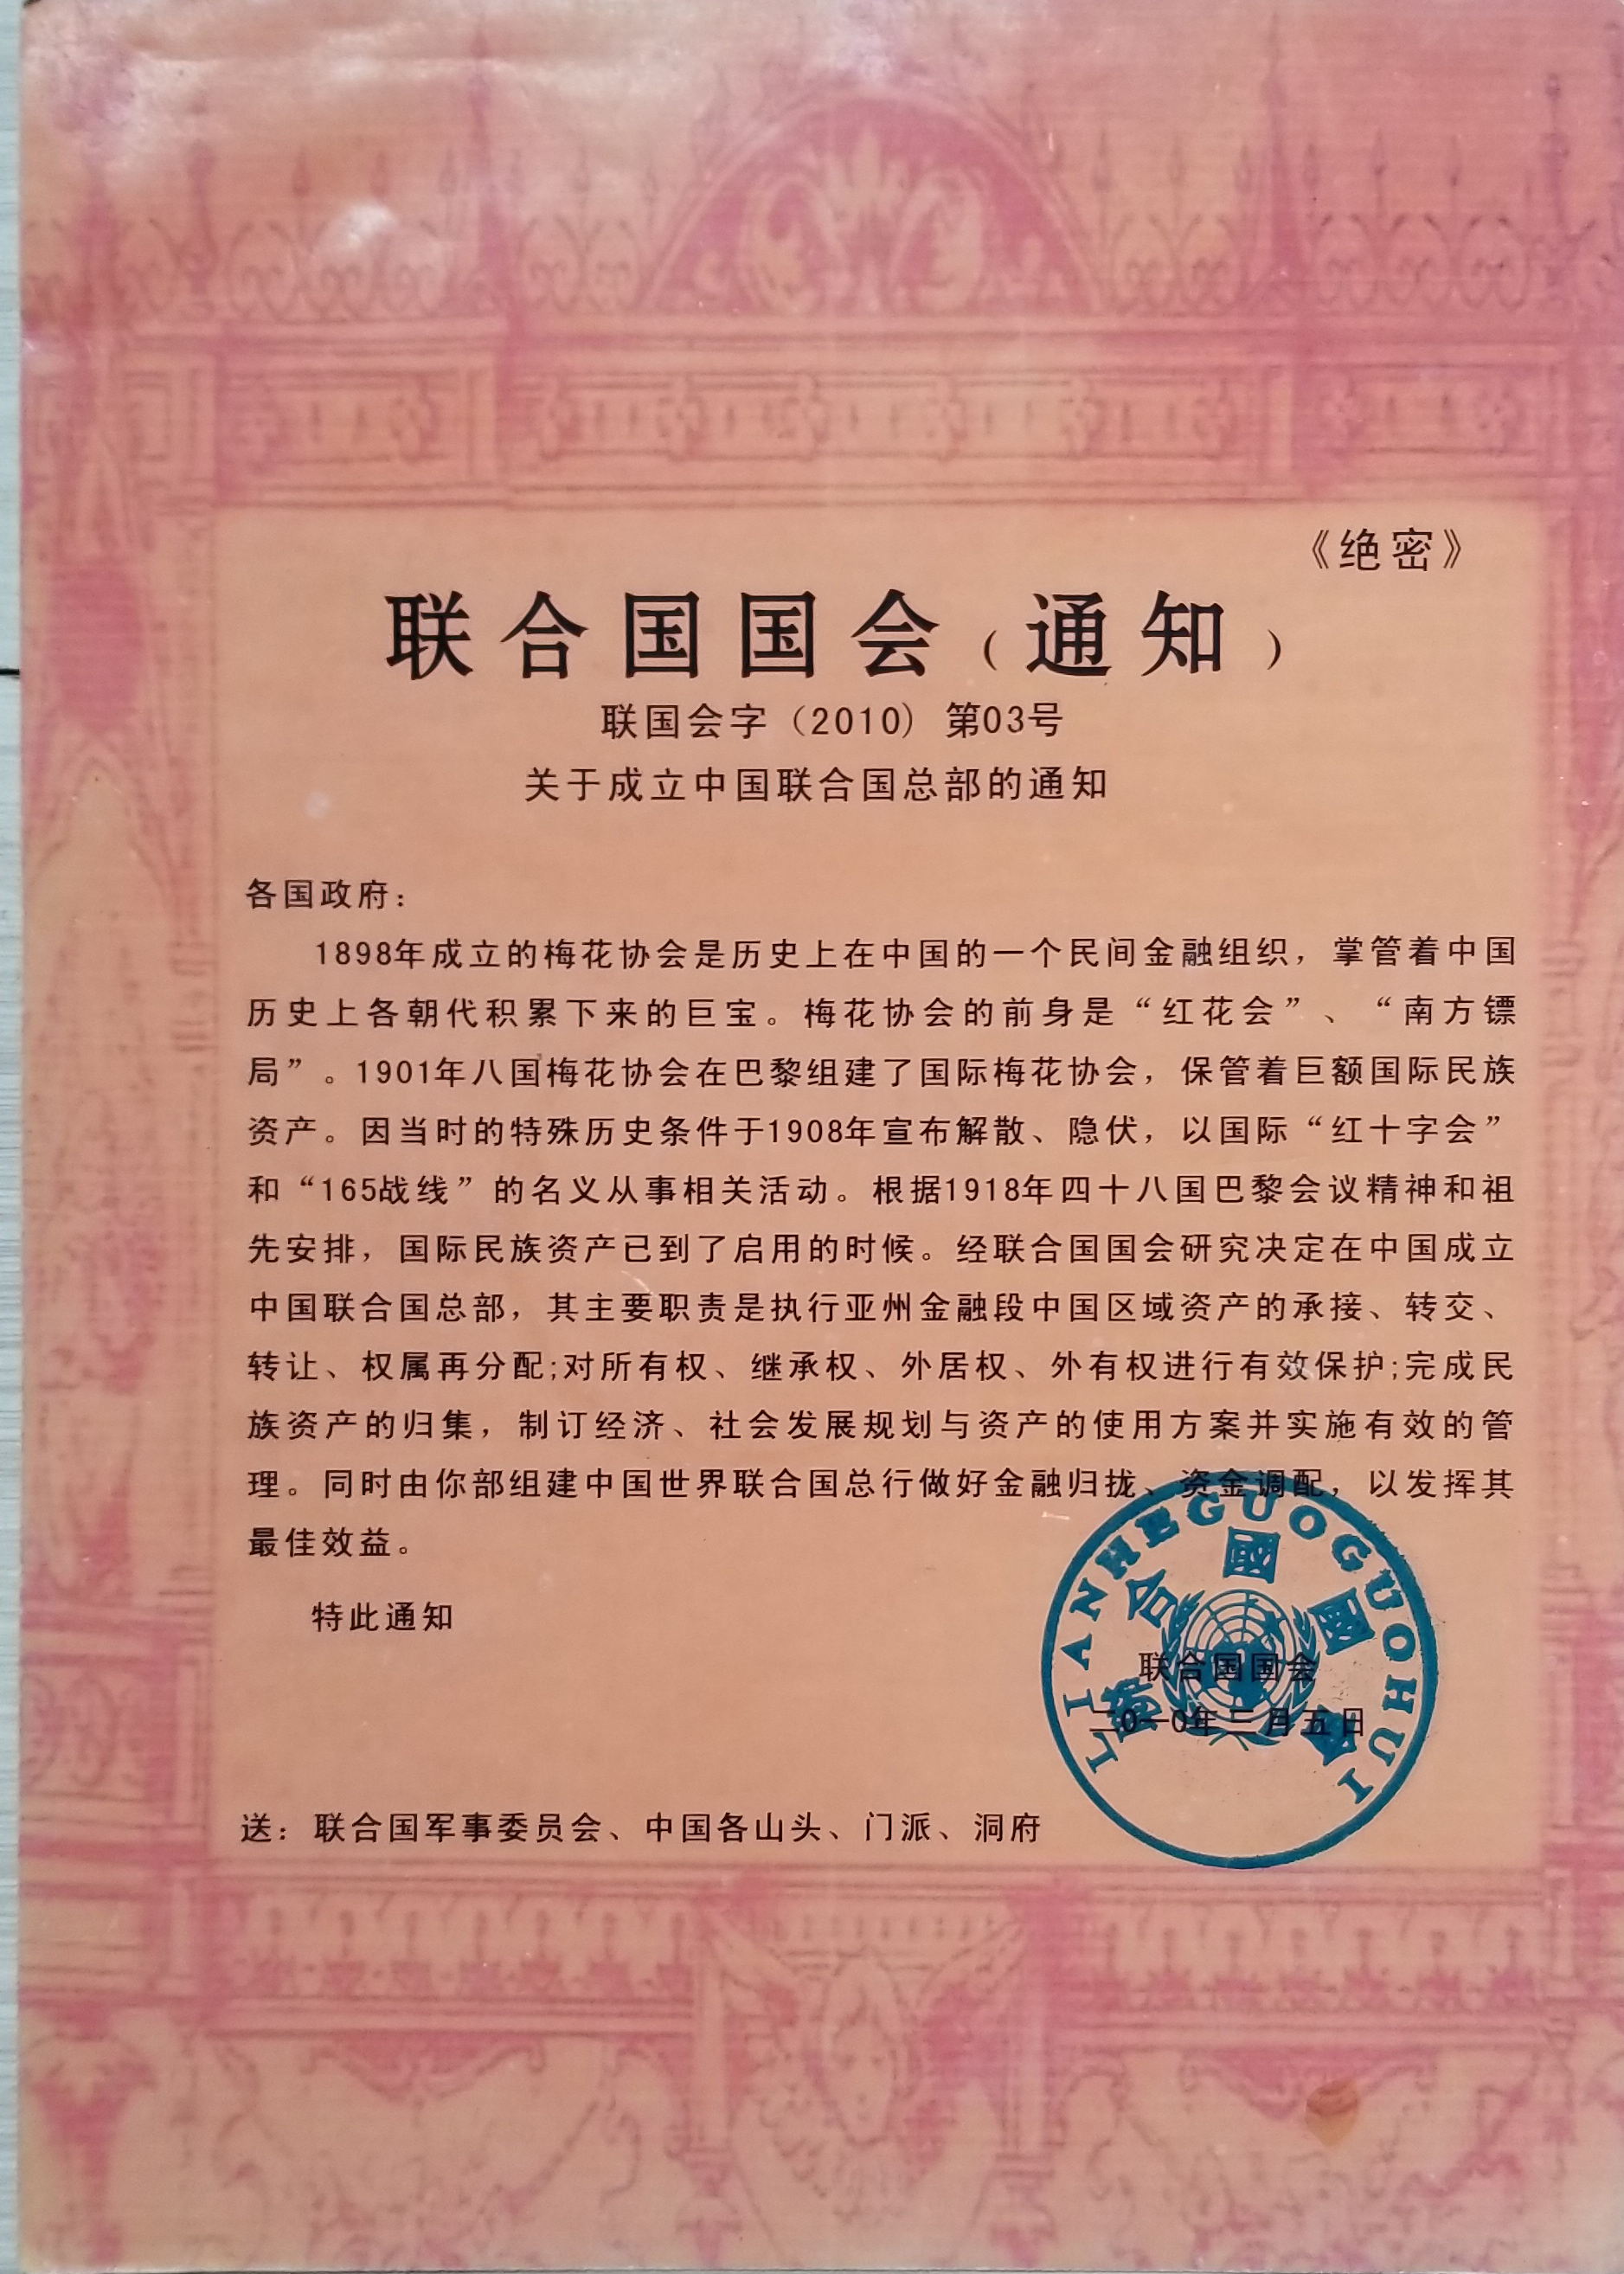 《绝密》
联合国国会（通知）
联国会字（2010）第03号
关于成立中国联合国总部的通知
各国政府：
1898年成立的梅花协会是历史上在中国的一个民间金融组织，掌管着中国
历史上各朝代积累下来的巨宝。梅花协会的前身是“红花会”、“南方镖
局”。1901年八国梅花协会在巴黎组建了国际梅花协会，保管着巨额国际民族
资产。因当时的特殊历史条件于1908年宣布解散、隐伏，以国际“红十字会”
和“165战线”的名义从事相关活动。根据1918年四十八国巴黎会议精神和祖
先安排，国际民族资产已到了启用的时候。经联合国国会研究决定在中国成立
中国联合国总部，其主要职责是执行亚州金融段中国区域资产的承接、转交、
转让、权属再分配;对所有权、继承权、外居权、外有权进行有效保护;完成民
族资产的归集，制订经济、社会发展规划与资产的使用方案并实施有效的管
理。同时由你部组建中国世界联合国总行做好金融归拢、资金调配，以发挥其
最佳效益。
特此通知
LIANHEGUOGUOHUI
聯合國國會
联合国国会
二0一0年二月五日
送：联合国军事委员会、中国各山头、门派、洞府